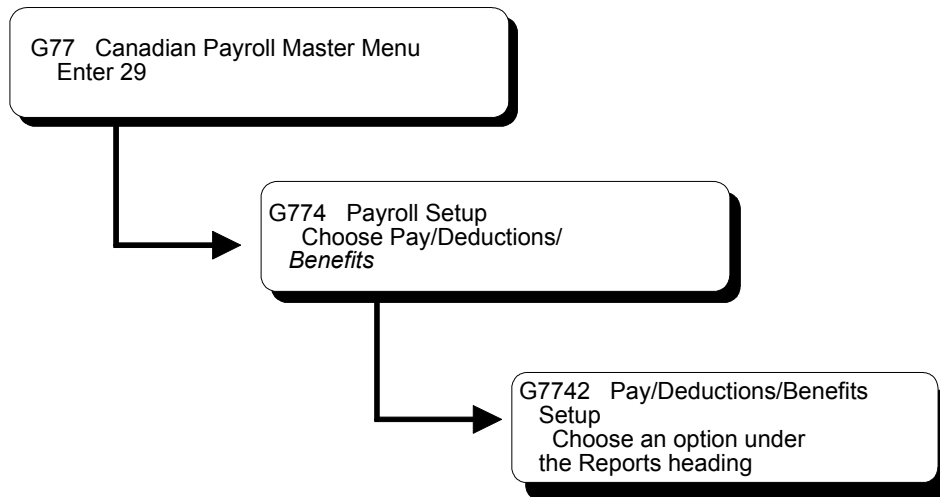 G77 Canadian Payroll Master Menu
Enter 29
G774 Payroll Setup
Choose Pay/Deductions/
Benefits
G7742 Pay/Deductions/Benefits
Setup
Choose an option under
the Reports heading